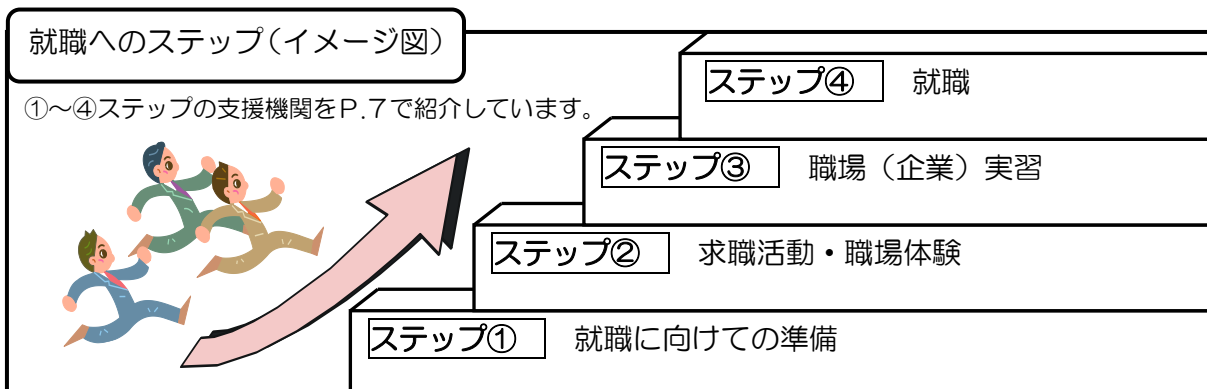 就職へのステップ(イメージ図)
①～④ステップの支援機関をP.7で紹介しています。
ステップ④ 就職
ステップ③ 職場（企業）実習
ステップ② 求職活動・職場体験
ステップ① 就職に向けての準備